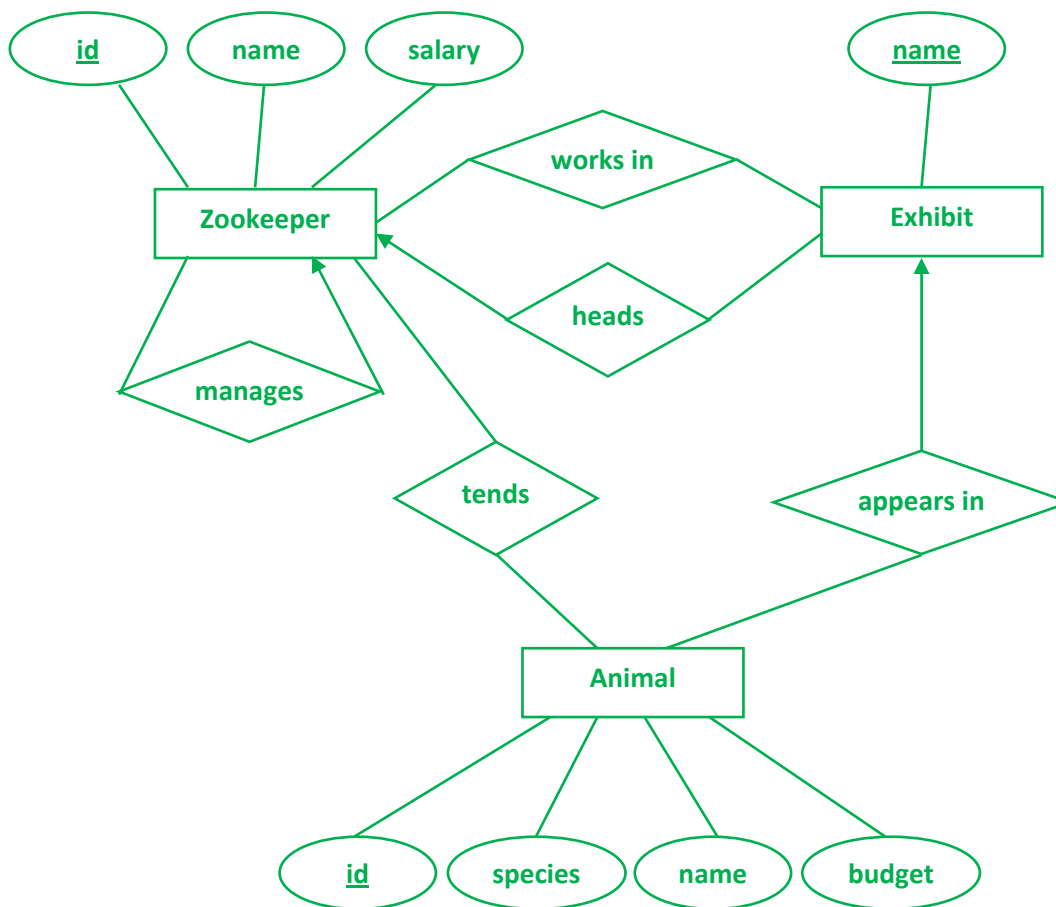 id
name
salary
name
works in
Zookeeper
Exhibit
heads
manages
tends
appears in
Animal
id
species
name
budget